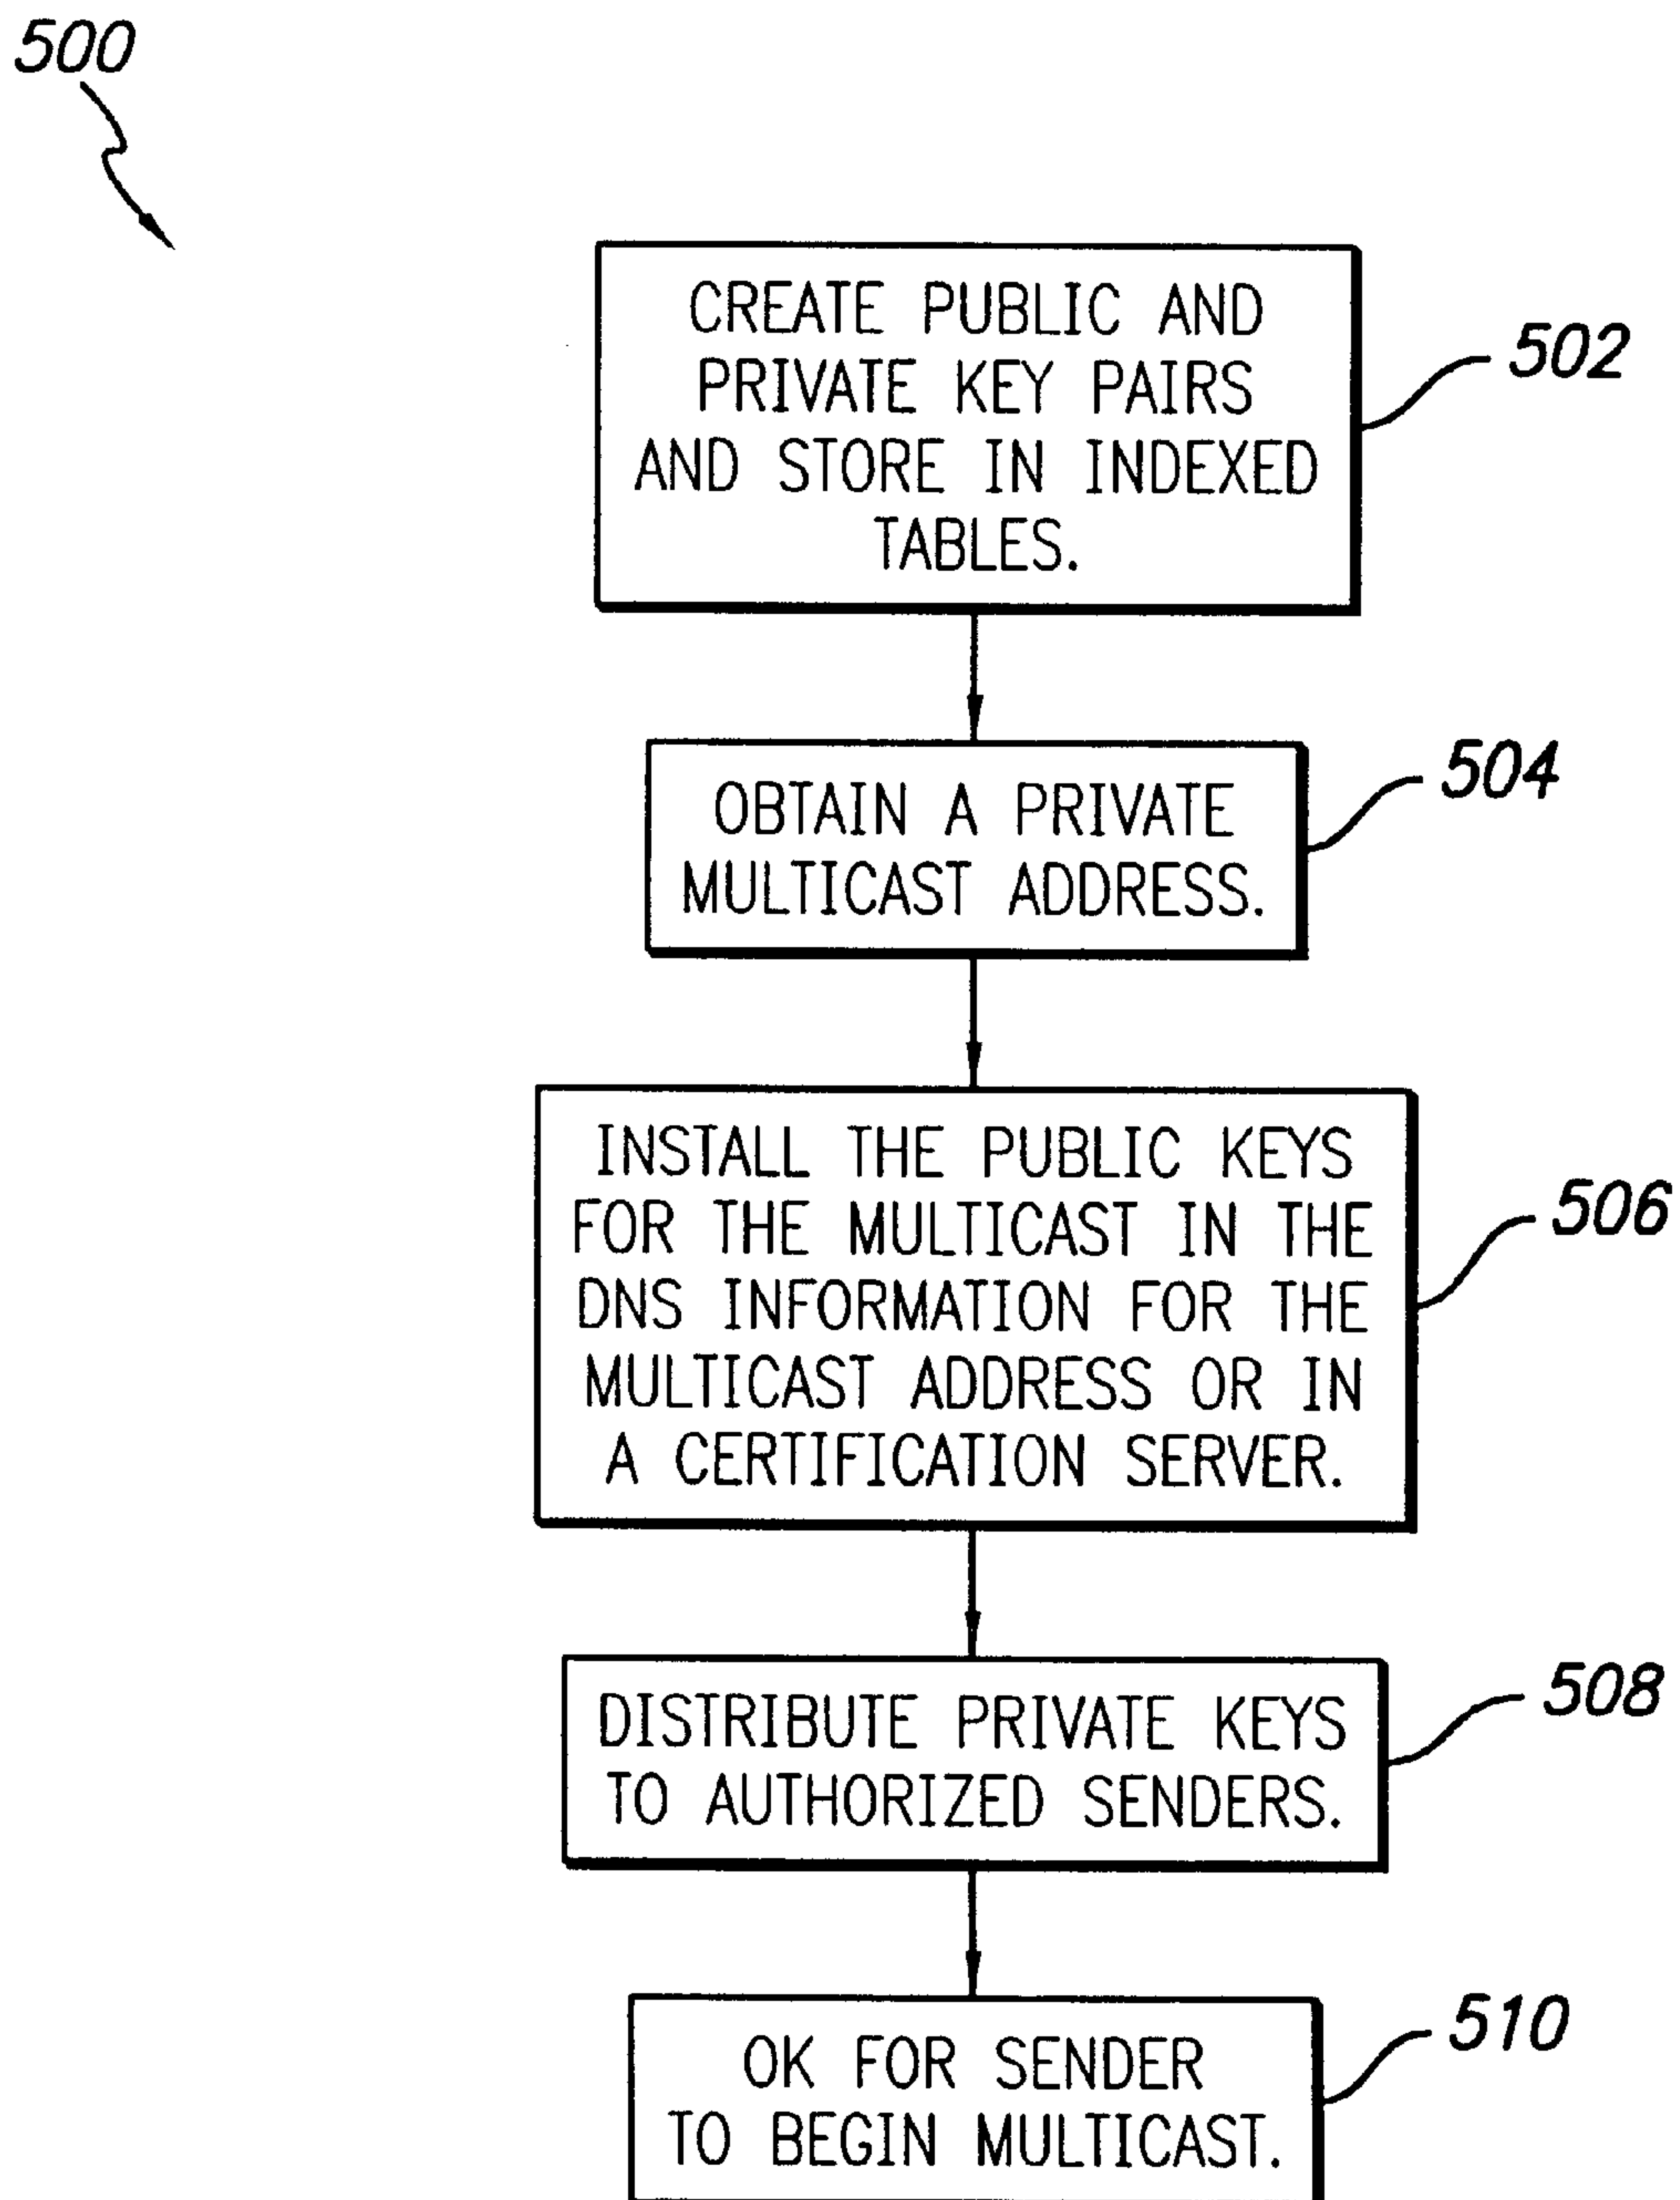 500
CREATE PUBLIC AND
PRIVATE KEY PAIRS
AND STORE IN INDEXED
TABLES.
502
OBTAIN A PRIVATE
MULTICAST ADDRESS.
504
INSTALL THE PUBLIC KEYS
FOR THE MULTICAST IN THE
DNS INFORMATION FOR THE
MULTICAST ADDRESS OR IN
A CERTIFICATION SERVER.
506
DISTRIBUTE PRIVATE KEYS
TO AUTHORIZED SENDERS.
508
OK FOR SENDER
TO BEGIN MULTICAST.
510